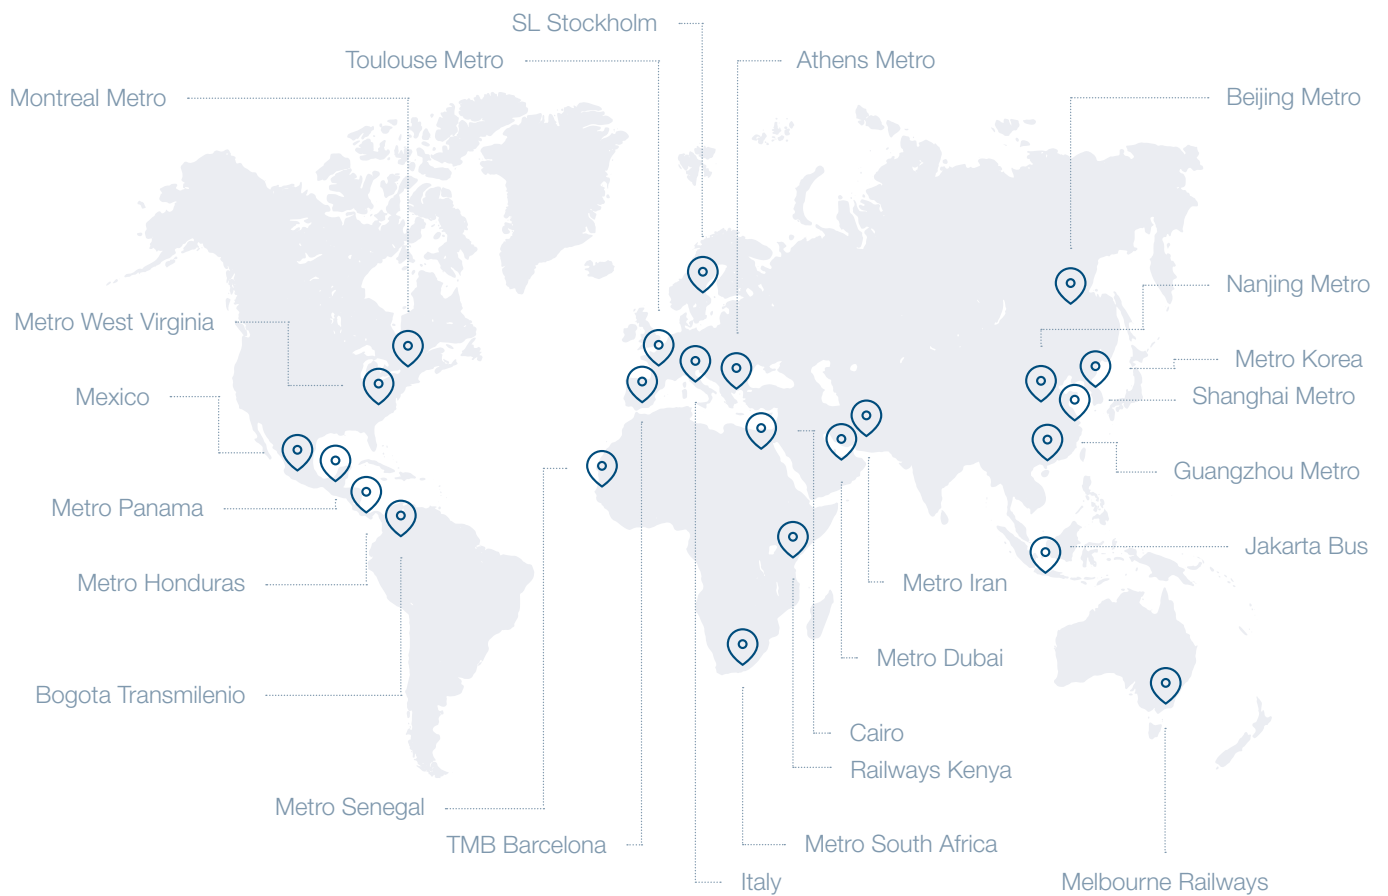 SL Stockholm
Toulouse Metro
Athens Metro
Montreal Metro
Beijing Metro
Nanjing Metro
Metro West Virginia
Metro Korea
Mexico
Shanghai Metro
Guangzhou Metro
Metro Panama
Jakarta Bus
Metro Honduras
Metro Iran
Metro Dubai
Bogota Transmilenio
Cairo
Railways Kenya
Metro Senegal
TMB Barcelona
Metro South Africa
Italy
Melbourne Railways